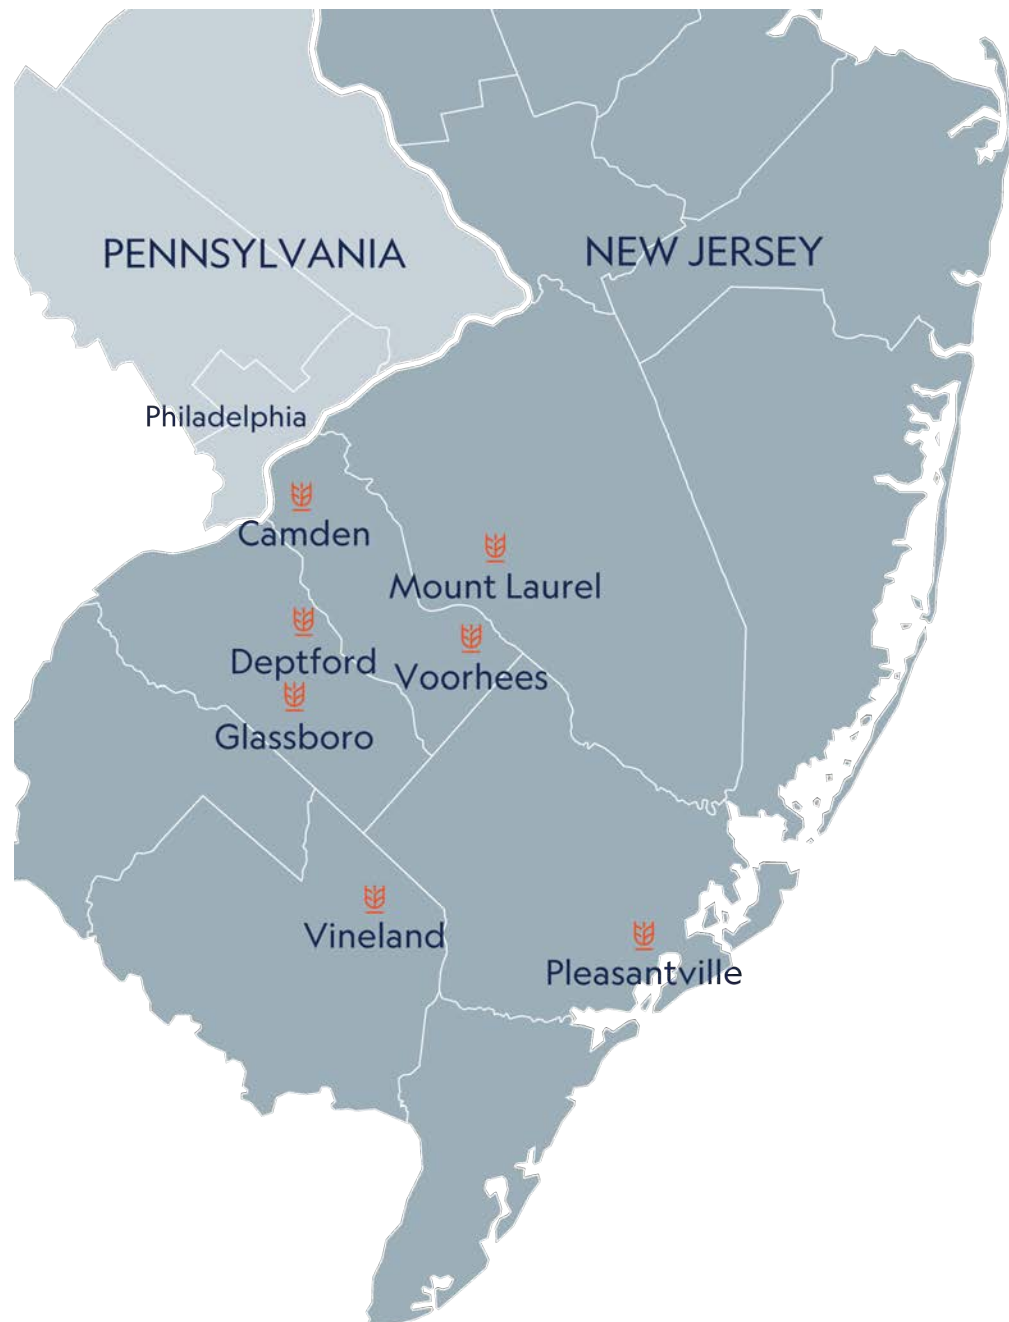 PENNSYLVANIA
NEW JERSEY
Philadelphia
Camden
Mount Laurel
Deptford
Voorhees
Glassboro
Vineland
Pleasantville